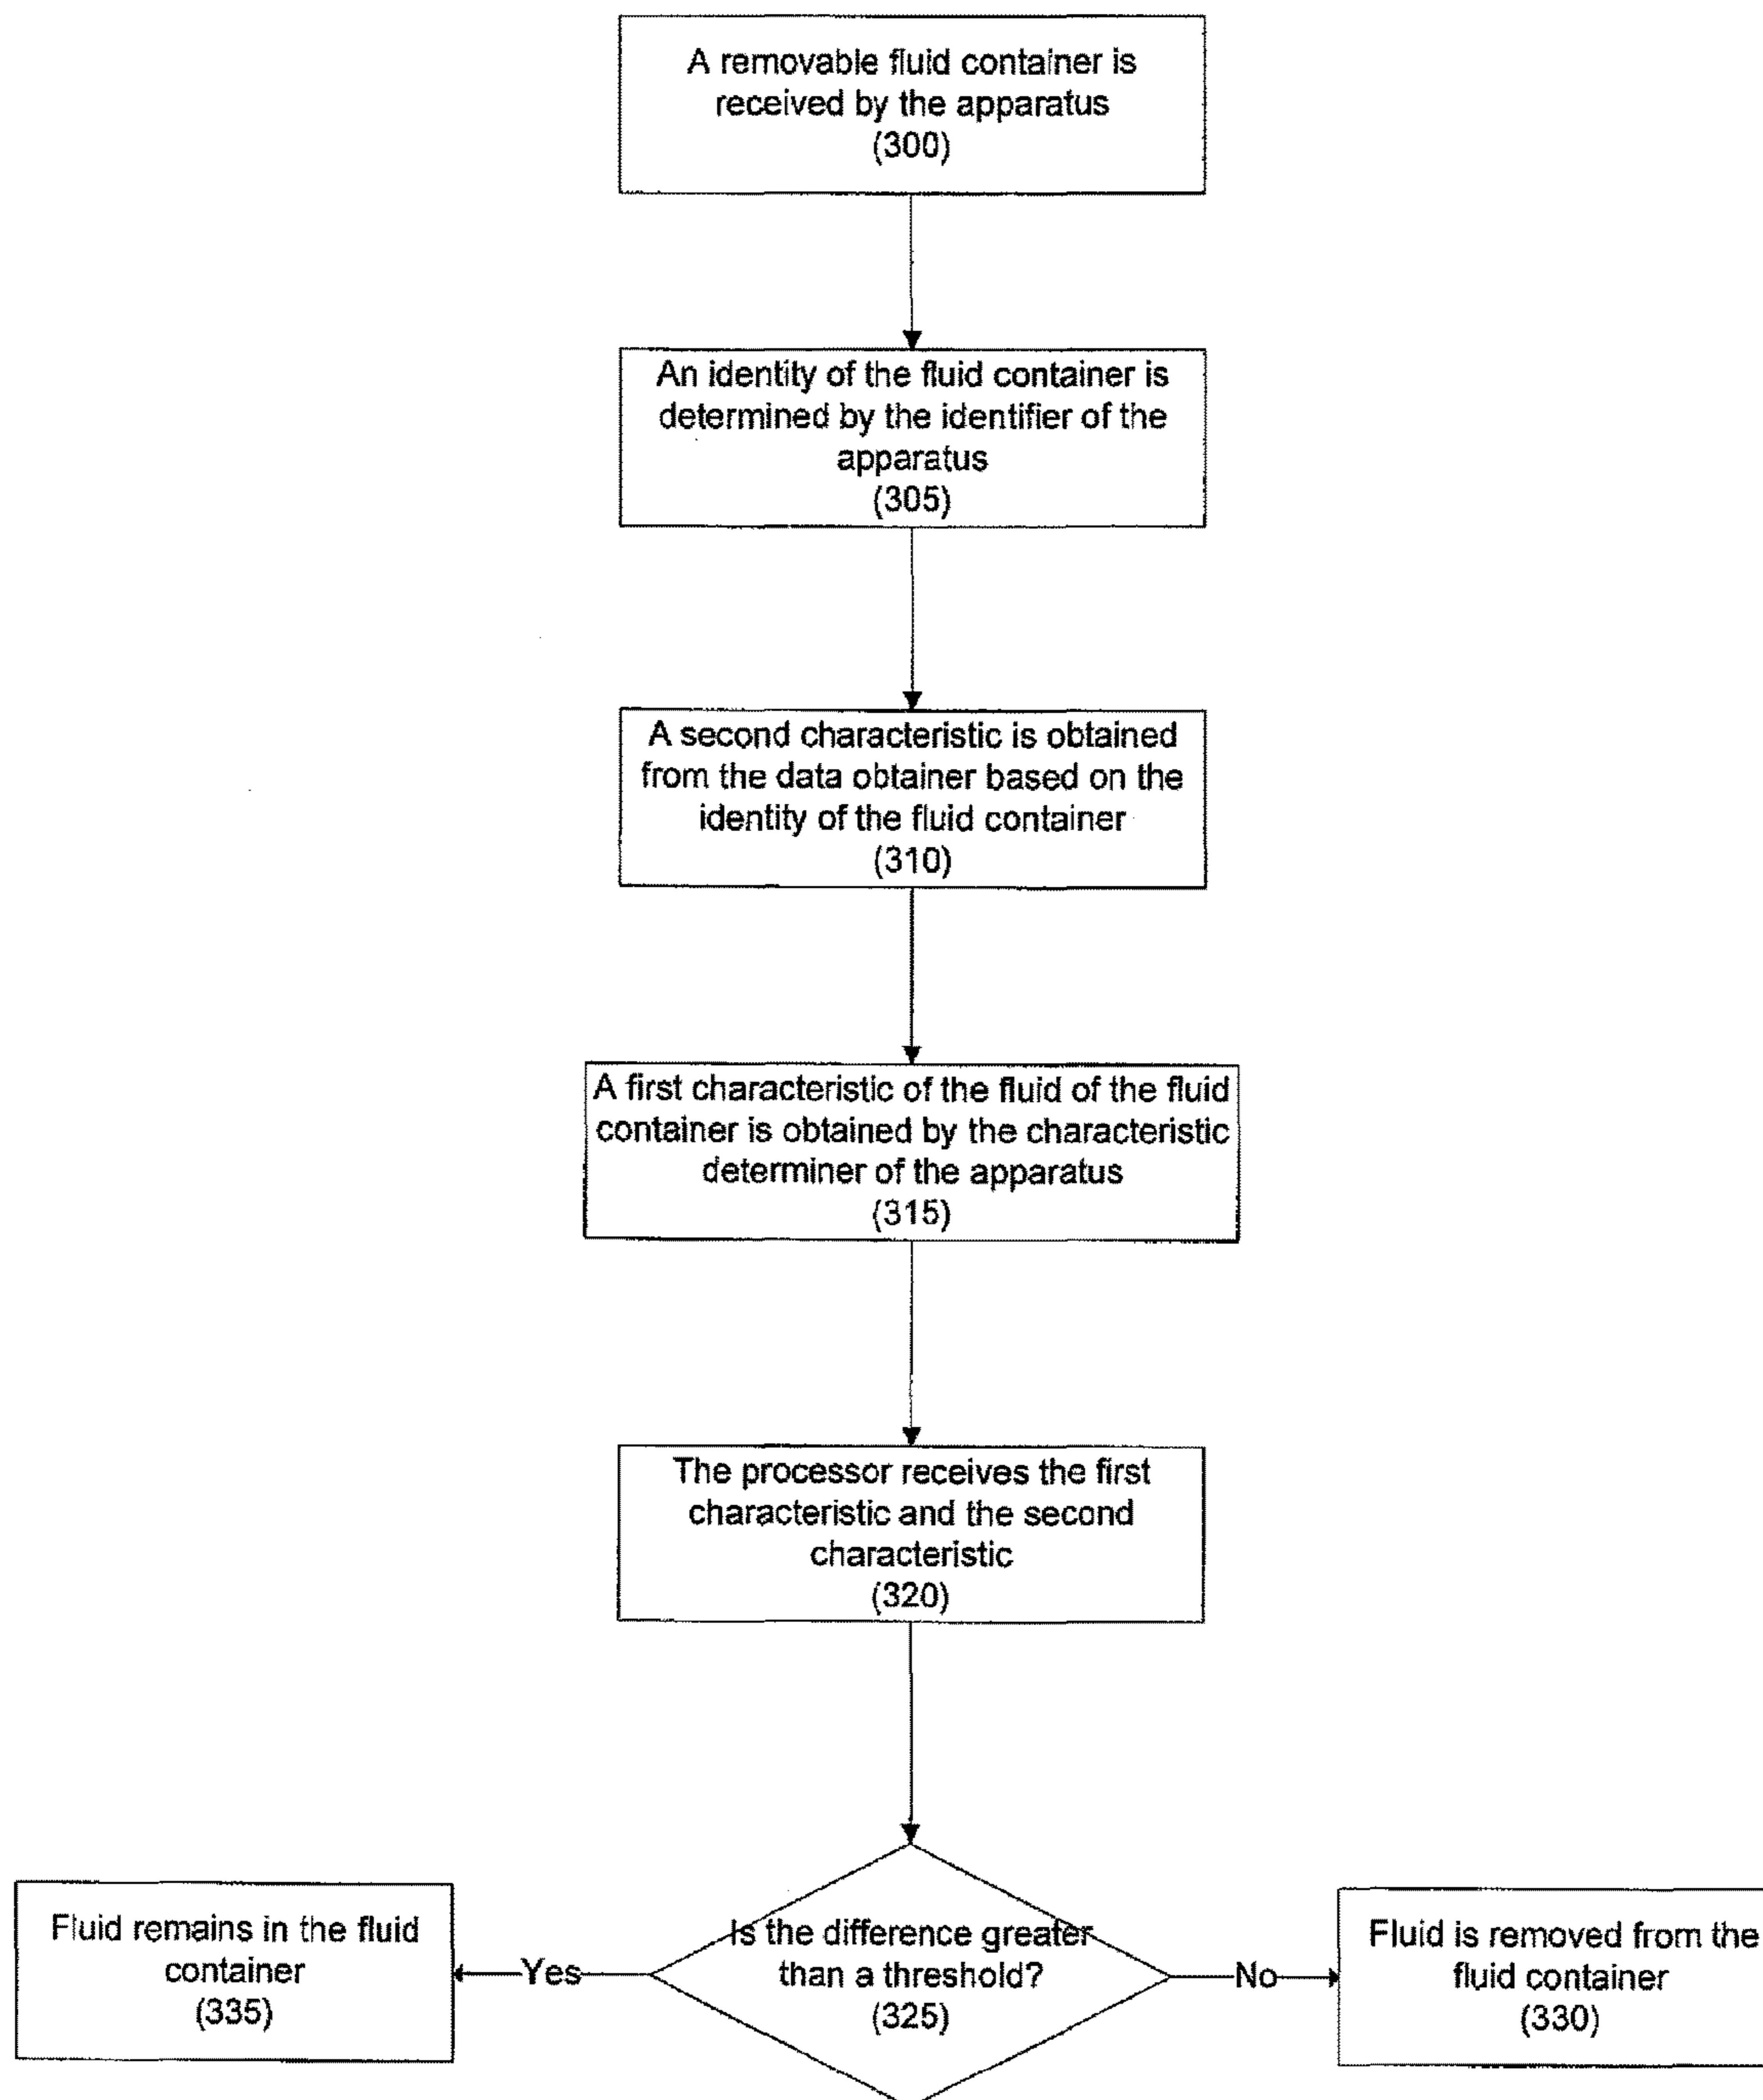 A removable fluid container is
received by the apparatus
(300)
An identity of the fluid container is
determined by the identifier of the
apparatus
(305)
A second characteristic is obtained
from the data obtainer based on the
identity of the fluid container
(310)
A first characteristic of the fluid of the fluid
container is obtained by the characteristic
determiner of the apparatus
(315)
The processor receives the first
characteristic and the second
characteristic
(320)
Is the difference greater
than a threshold?
(325)
Yes
Fluid remains in the fluid
container
(335)
No
Fluid is removed from the
fluid container
(330)